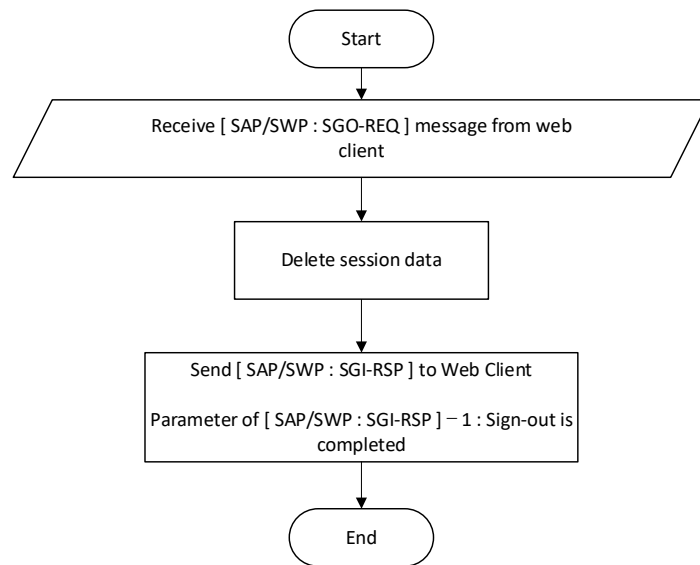 Start
Receive [ SAP/SWP : SGO-REQ ] message from web
client
Delete session data
Send [ SAP/SWP : SGI-RSP ] to Web Client
Parameter of [ SAP/SWP : SGI-RSP ] – 1 : Sign-out is
completed
End